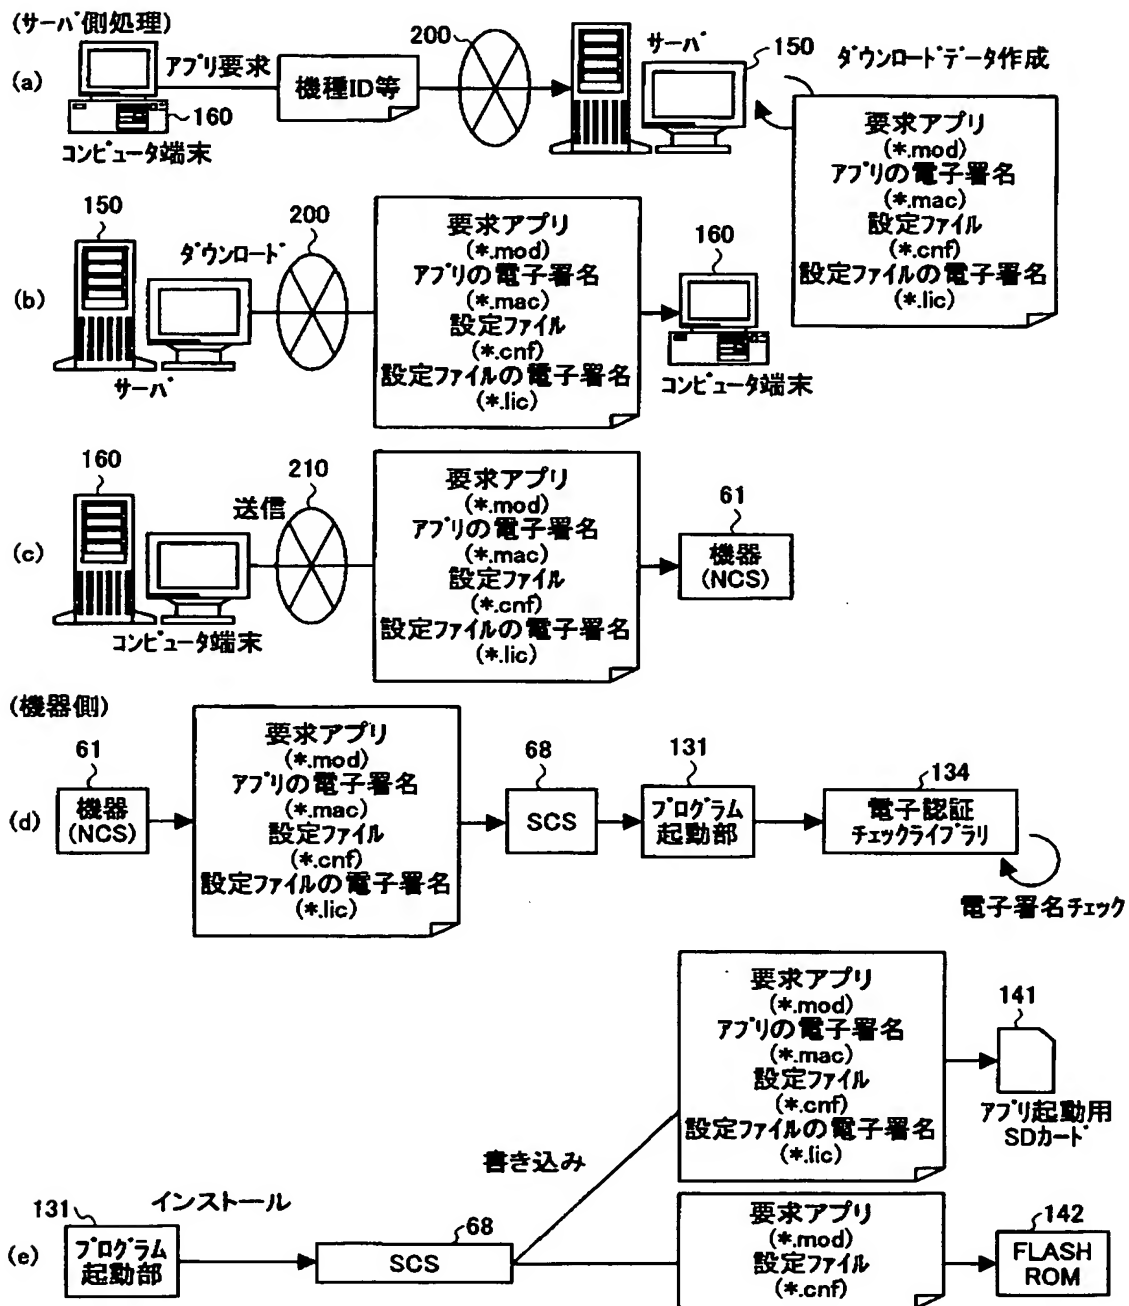 (サーバ側処理)
(a)
アプリ要求
機種ID等
200
サーバ
150
ダウンロードデータ作成
160
コンピュータ端末
要求アプリ
(*.mod)
アプリの電子署名
(*.mac)
設定ファイル
(*.cnf)
設定ファイルの電子署名
(*.lic)
(b)
150
ダウンロード
200
サーバ
要求アプリ
(*.mod)
アプリの電子署名
(*.mac)
設定ファイル
(*.cnf)
設定ファイルの電子署名
(*.lic)
160
コンピュータ端末
(c)
160
送信
210
コンピュータ端末
要求アプリ
(*.mod)
アプリの電子署名
(*.mac)
設定ファイル
(*.cnf)
設定ファイルの電子署名
(*.lic)
61
機器
(NCS)
(機器側)
(d)
61
機器
(NCS)
要求アプリ
(*.mod)
アプリの電子署名
(*.mac)
設定ファイル
(*.cnf)
設定ファイルの電子署名
(*.lic)
68
SCS
131
プログラム
起動部
134
電子認証
チェックライブラリ
電子署名チェック
(e)
131
プログラム
起動部
インストール
68
SCS
書き込み
要求アプリ
(*.mod)
アプリの電子署名
(*.mac)
設定ファイル
(*.cnf)
設定ファイルの電子署名
(*.lic)
141
アプリ起動用
SDカード
要求アプリ
(*.mod)
設定ファイル
(*.cnf)
142
FLASH
ROM